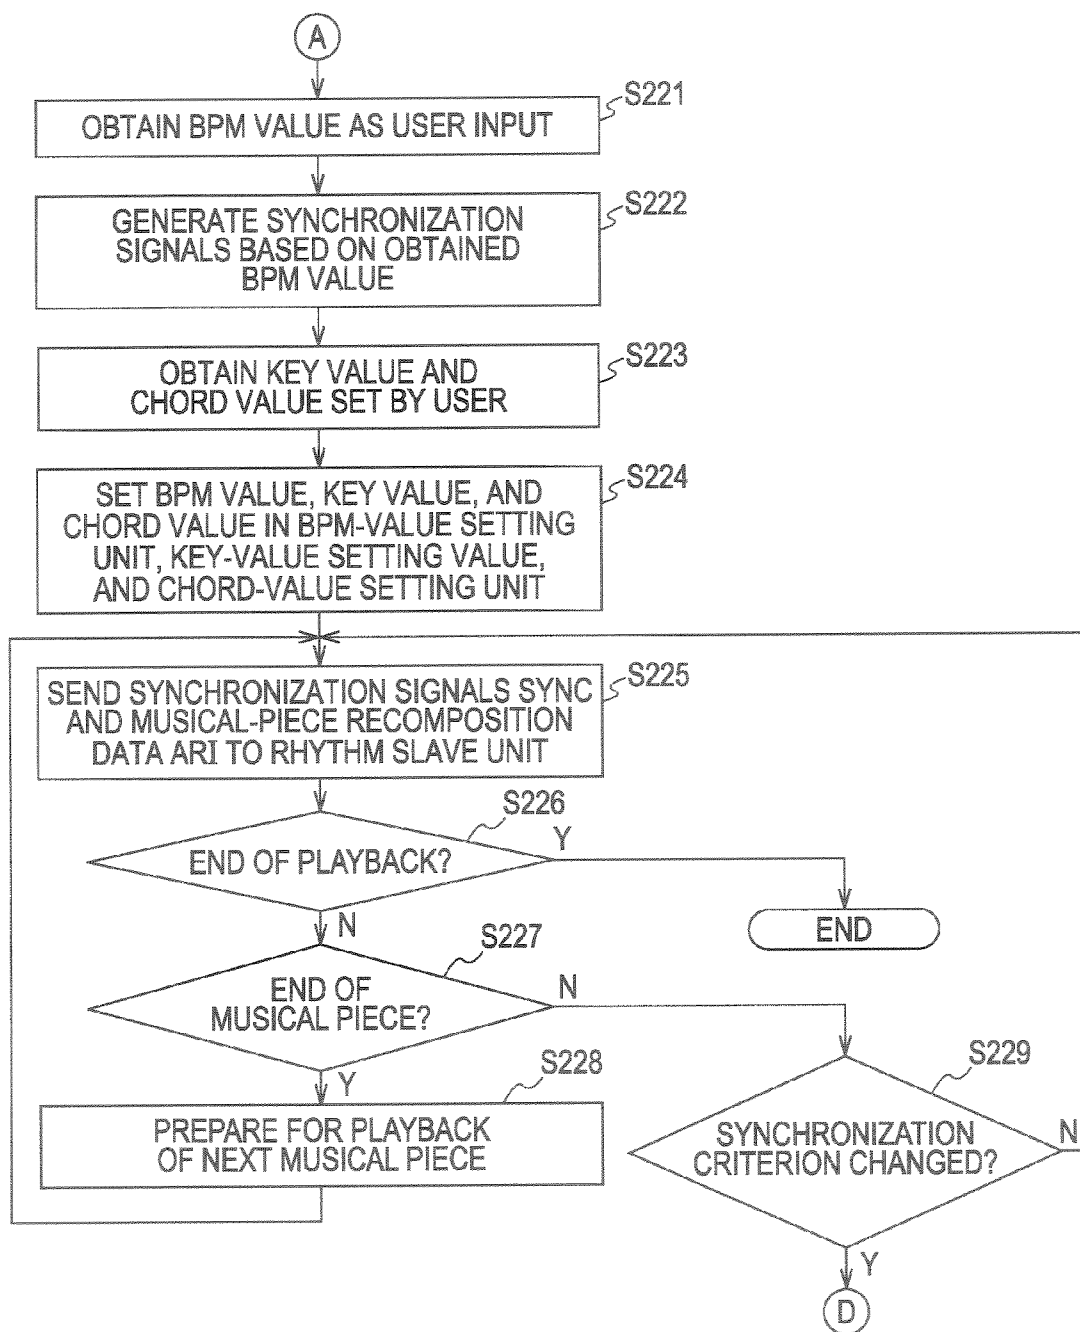 A
S221
OBTAIN BPM VALUE AS USER INPUT
S222
GENERATE SYNCHRONIZATION
SIGNALS BASED ON OBTAINED
BPM VALUE
S223
OBTAIN KEY VALUE AND
CHORD VALUE SET BY USER
S224
SET BPM VALUE, KEY VALUE, AND
CHORD VALUE IN BPM-VALUE SETTING
UNIT, KEY-VALUE SETTING VALUE,
AND CHORD-VALUE SETTING UNIT
S225
SEND SYNCHRONIZATION SIGNALS SYNC
AND MUSICAL-PIECE RECOMPOSITION
DATA ARI TO RHYTHM SLAVE UNIT
S226
END OF PLAYBACK?
Y
N
END
S227
END OF
MUSICAL PIECE?
N
Y
S228
PREPARE FOR PLAYBACK
OF NEXT MUSICAL PIECE
S229
SYNCHRONIZATION
CRITERION CHANGED?
N
Y
D